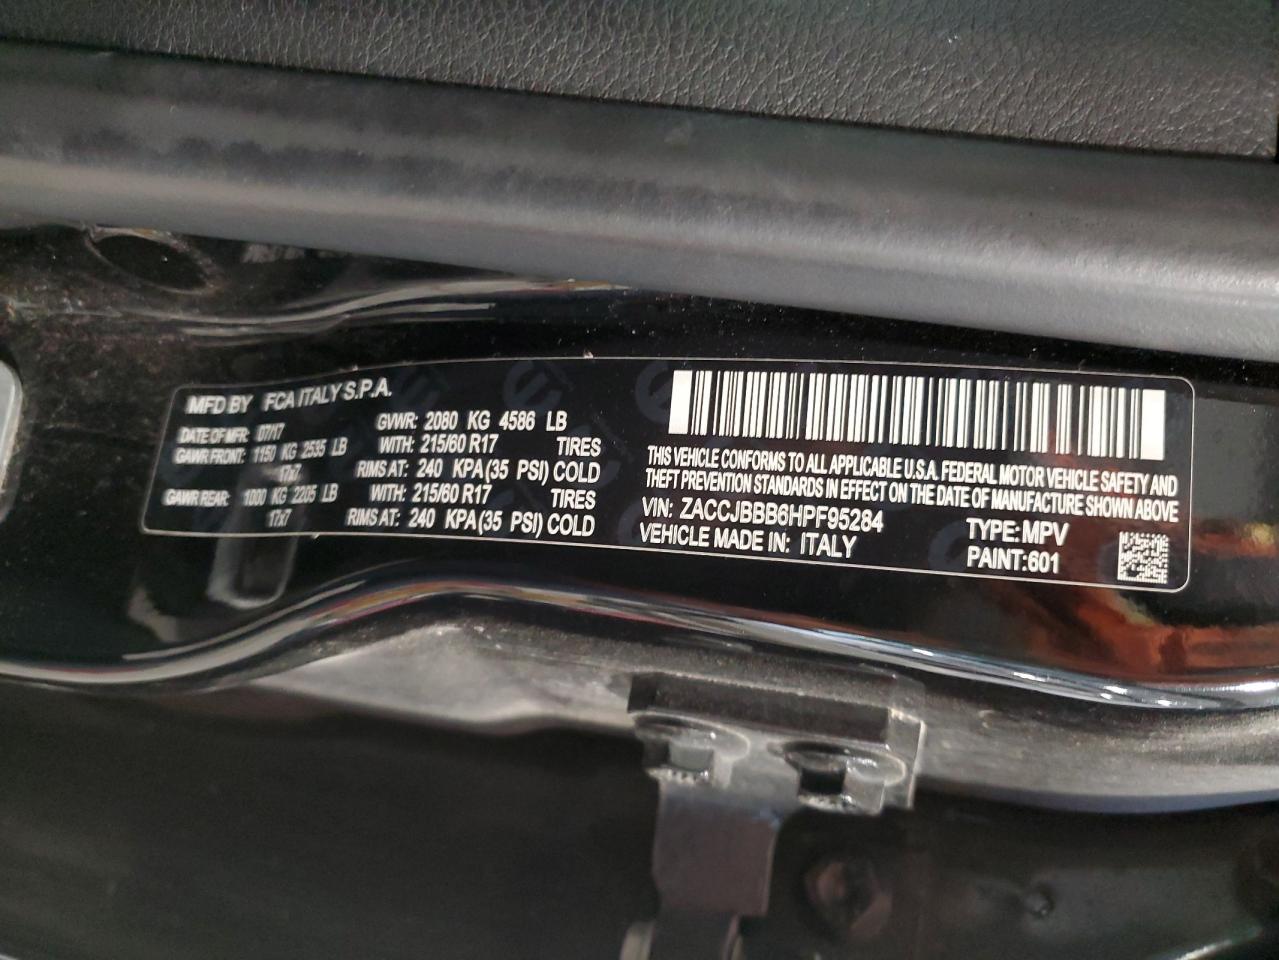 MFD BY FCA ITALY S.P.A.
DATE OF MFR: 07/17 GVWR: 2080 KG 4586 LB
GAWR FRONT: 1150 KG 2535 LB WITH: 215/60 R17 TIRES
17x7 RIMS AT: 240 KPA(35 PSI) COLD
GAWR REAR: 1000 KG 2205 LB WITH: 215/60 R17 TIRES
17x7 RIMS AT: 240 KPA(35 PSI) COLD
THIS VEHICLE CONFORMS TO ALL APPLICABLE U.S.A. FEDERAL MOTOR VEHICLE SAFETY AND
THEFT PREVENTION STANDARDS IN EFFECT ON THE DATE OF MANUFACTURE SHOWN ABOVE
VIN: ZACCJBBB6HPF95284 TYPE:MPV
VEHICLE MADE IN: ITALY PAINT:601